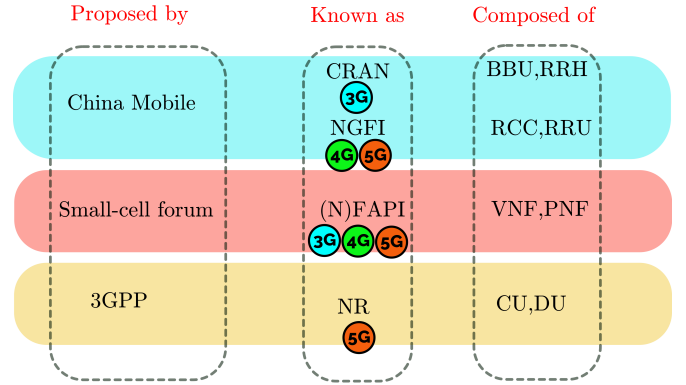 Proposed by Known as Composed of
China Mobile CRAN BBU,RRH
3G
NGFI RCC,RRU
4G 5G
Small-cell forum (N)FAPI VNF,PNF
3G 4G 5G
3GPP NR CU,DU
5G